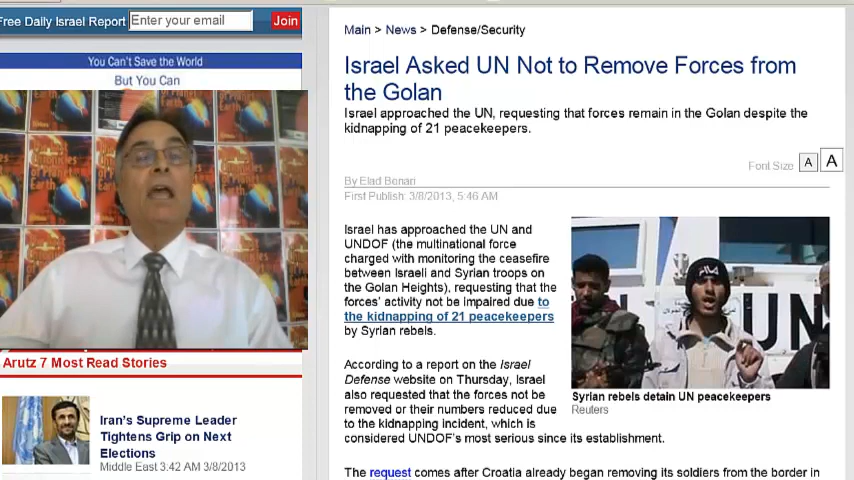 Free Daily Israel Report
Enter your email
Join
You Can't Save the World
But You Can
Arutz 7 Most Read Stories
Iran's Supreme Leader
Tightens Grip on Next
Elections
Middle East 3:42 AM 3/8/2013
Main > News > Defense/Security
Israel Asked UN Not to Remove Forces from
the Golan
Israel approached the UN, requesting that forces remain in the Golan despite the
kidnapping of 21 peacekeepers.
Font Size A A
By Elad Benari
First Publish: 3/8/2013, 5:46 AM
Israel has approached the UN and
UNDOF (the multinational force
charged with monitoring the ceasefire
between Israeli and Syrian troops on
the Golan Heights), requesting that the
forces' activity not be impaired due to
the kidnapping of 21 peacekeepers
by Syrian rebels.
UN
Syrian rebels detain UN peacekeepers
Reuters
According to a report on the Israel
Defense website on Thursday, Israel
also requested that the forces not be
removed or their numbers reduced due
to the kidnapping incident, which is
considered UNDOF's most serious since its establishment.
The request comes after Croatia already began removing its soldiers from the border in